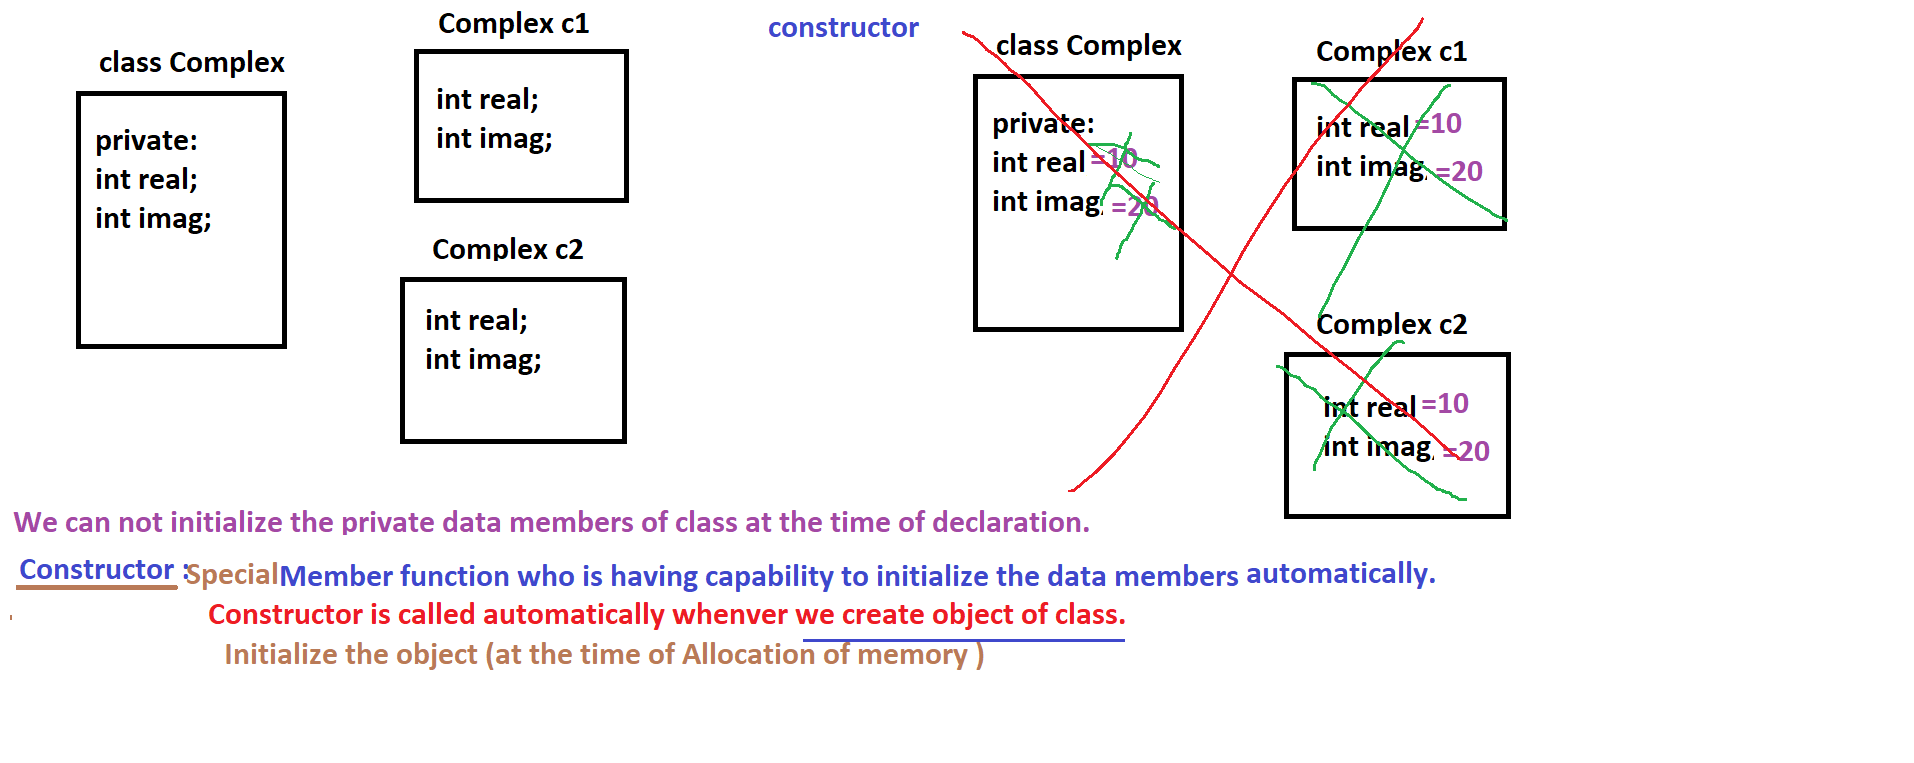 class Complex
private:
int real;
int imag;
Complex c1
int real;
int imag;
Complex c2
int real;
int imag;
constructor
class Complex
private:
int real =10
int imag; =20
Complex c1
int real =10
int imag, =20
Complex c2
int real =10
int imag, =20
We can not initialize the private data members of class at the time of declaration.
Constructor : Special Member function who is having capability to initialize the data members automatically.
Constructor is called automatically whenver we create object of class.
Initialize the object (at the time of Allocation of memory )